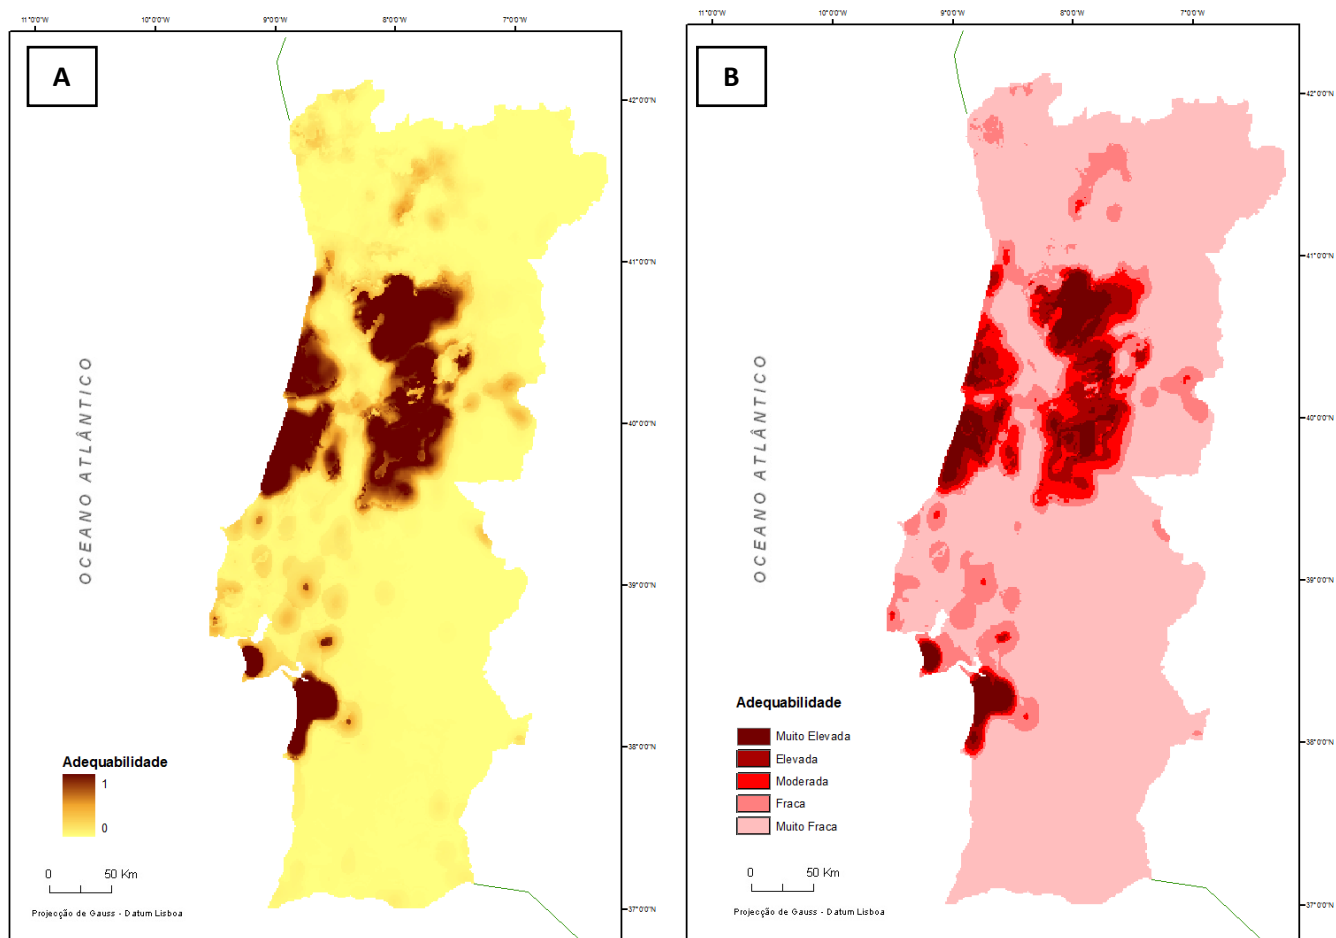 11°0'0"W 10°0'0"W 9°0'0"W 8°0'0"W 7°0'0"W
A
42°0'0"N
41°0'0"N
40°0'0"N
39°0'0"N
38°0'0"N
37°0'0"N
OCEANO ATLÂNTICO
Adequabilidade
1
0
0 50 Km
Projecção de Gauss - Datum Lisboa
11°0'0"W 10°0'0"W 9°0'0"W 8°0'0"W 7°0'0"W
B
42°0'0"N
41°0'0"N
40°0'0"N
39°0'0"N
38°0'0"N
37°0'0"N
OCEANO ATLÂNTICO
Adequabilidade
Muito Elevada
Elevada
Moderada
Fraca
Muito Fraca
0 50 Km
Projecção de Gauss - Datum Lisboa